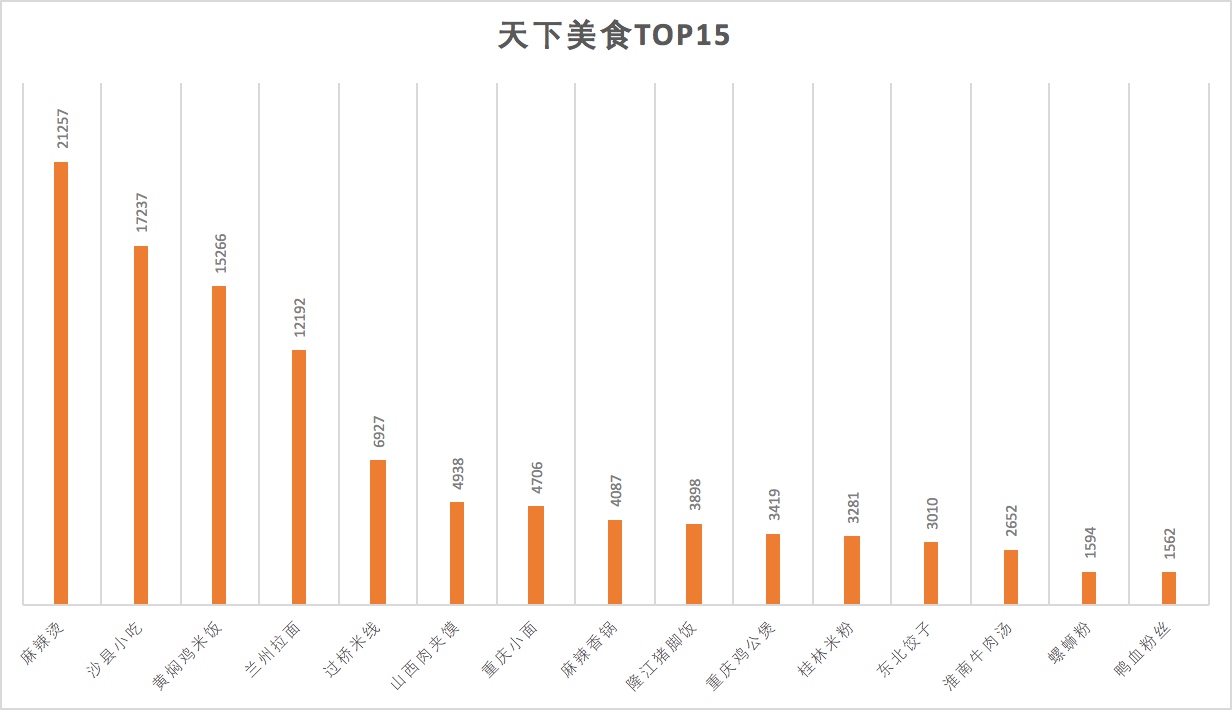 天下美食TOP15
21257
17237
15266
12192
6927
4938
4706
4087
3898
3419
3281
3010
2652
1594
1562
麻辣烫
沙县小吃
黄焖鸡米饭
兰州拉面
过桥米线
山西肉夹馍
重庆小面
麻辣香锅
隆江猪脚饭
重庆鸡公煲
桂林米粉
东北饺子
淮南牛肉汤
螺蛳粉
鸭血粉丝